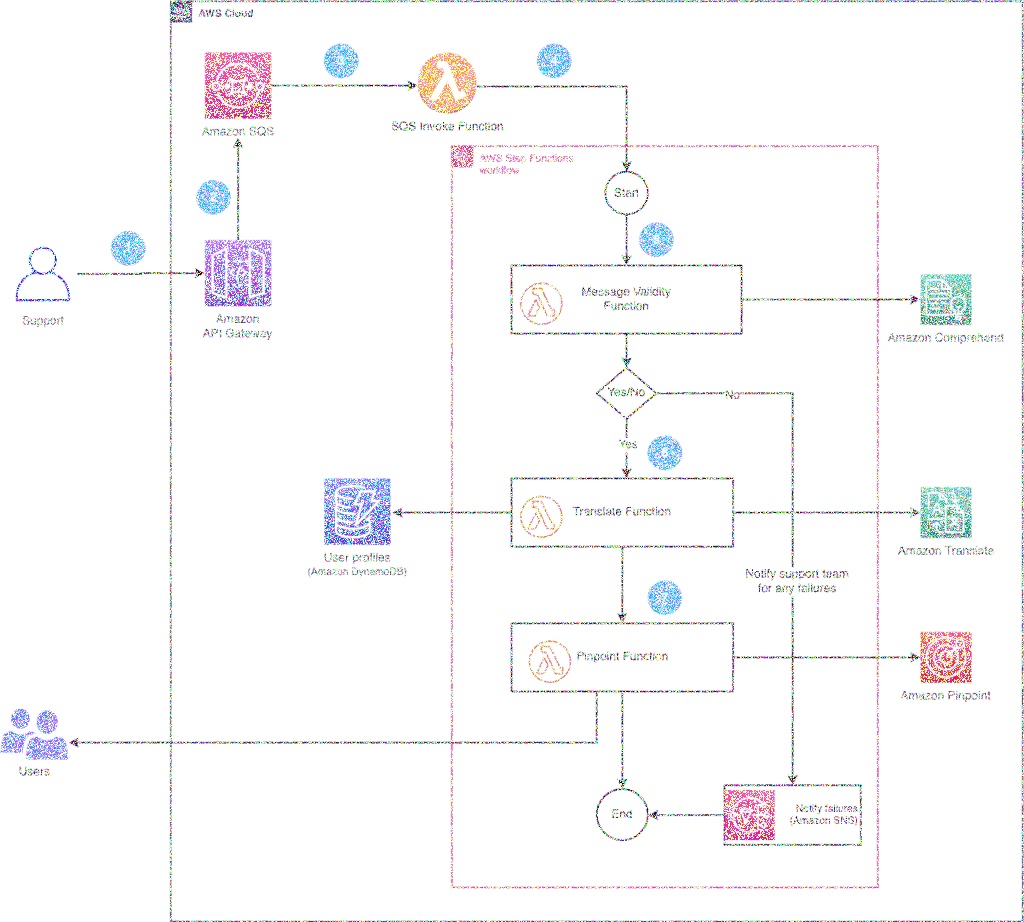 AWS Cloud
Amazon SQS
SQS Invoke Function
AWS Step Functions
workflow
Start
Support
Amazon
API Gateway
Message Validity
Function
Amazon Comprehend
Yes/No
No
Yes
Translate Function
User profiles
(Amazon DynamoDB)
Amazon Translate
Notify support team
for any failures
Pinpoint Function
Amazon Pinpoint
Users
End
Notify failures
(Amazon SNS)